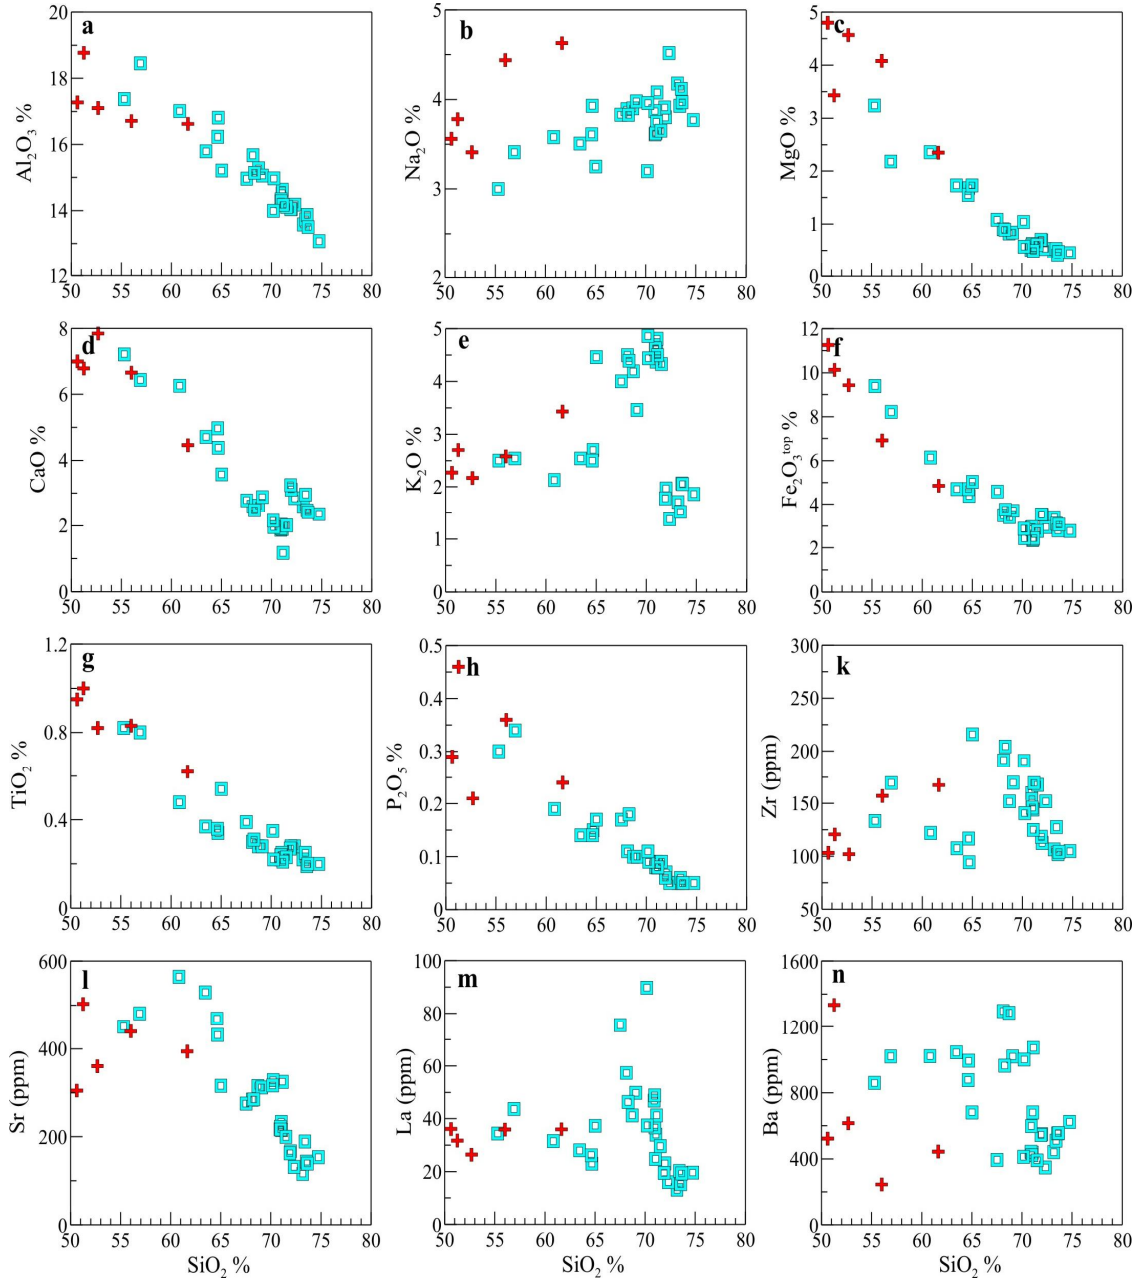 a
Al₂O₃ %
20
18
16
14
12
50 55 60 65 70 75 80
b
Na₂O %
5
4
3
2
50 55 60 65 70 75 80
c
MgO %
5
4
3
2
1
0
50 55 60 65 70 75 80
d
CaO %
8
6
4
2
0
50 55 60 65 70 75 80
e
K₂O %
5
4
3
2
1
0
50 55 60 65 70 75 80
f
Fe₂O₃ᵗᵒᵖ %
12
10
8
6
4
2
0
50 55 60 65 70 75 80
g
TiO₂ %
1.2
0.8
0.4
0
50 55 60 65 70 75 80
h
P₂O₅ %
0.5
0.4
0.3
0.2
0.1
0
50 55 60 65 70 75 80
k
Zr (ppm)
300
250
200
150
100
50
50 55 60 65 70 75 80
l
Sr (ppm)
600
400
200
0
50 55 60 65 70 75 80
SiO₂ %
m
La (ppm)
100
80
60
40
20
0
50 55 60 65 70 75 80
SiO₂ %
n
Ba (ppm)
1600
1200
800
400
0
50 55 60 65 70 75 80
SiO₂ %